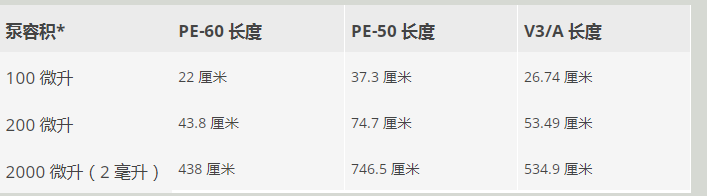 泵容积* PE-60 长度 PE-50 长度 V3/A 长度
100 微升 22 厘米 37.3 厘米 26.74 厘米
200 微升 43.8 厘米 74.7 厘米 53.49 厘米
2000 微升（2 毫升） 438 厘米 746.5 厘米 534.9 厘米